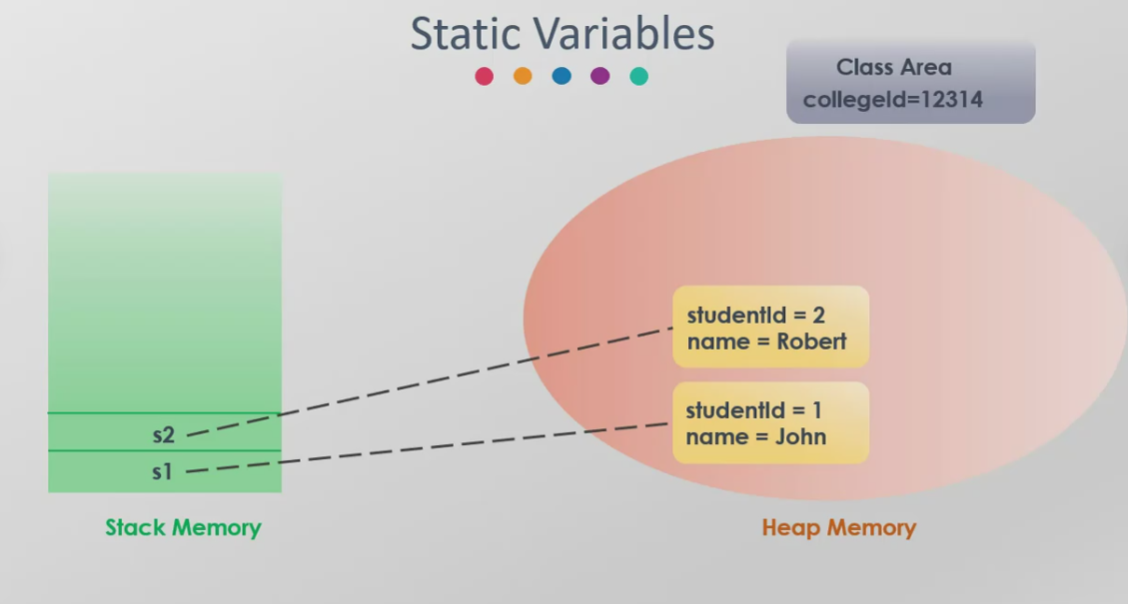 Static Variables
Class Area
collegeId=12314
studentId = 2
name = Robert
studentId = 1
name = John
s2
s1
Stack Memory
Heap Memory